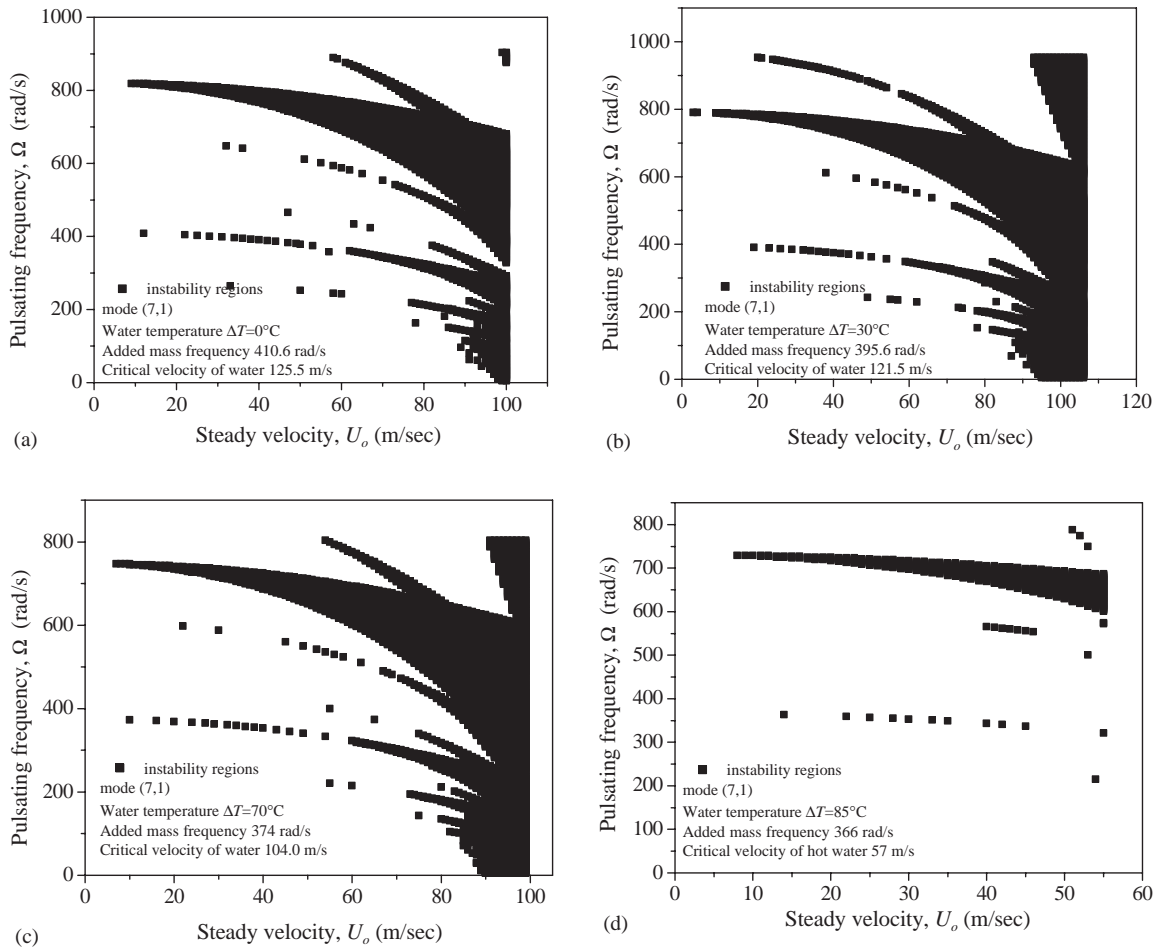 1000
800
600
400
200
0
Pulsating frequency, Ω (rad/s)
instability regions
mode (7,1)
Water temperature ΔT=0°C
Added mass frequency 410.6 rad/s
Critical velocity of water 125.5 m/s
0 20 40 60 80 100
(a)
Steady velocity, Uo (m/sec)
1000
800
600
400
200
0
Pulsating frequency, Ω (rad/s)
instability regions
mode (7,1)
Water temperature ΔT=30°C
Added mass frequency 395.6 rad/s
Critical velocity of water 121.5 m/s
0 20 40 60 80 100 120
(b)
Steady velocity, Uo (m/sec)
800
600
400
200
0
Pulsating frequency, Ω (rad/s)
instability regions
mode (7,1)
Water temperature ΔT=70°C
Added mass frequency 374 rad/s
Critical velocity of water 104.0 m/s
0 20 40 60 80 100
(c)
Steady velocity, Uo (m/sec)
800
700
600
500
400
300
200
100
0
Pulsating frequency, Ω (rad/s)
instability regions
mode (7,1)
Water temperature ΔT=85°C
Added mass frequency 366 rad/s
Critical velocity of hot water 57 m/s
0 10 20 30 40 50 60
(d)
Steady velocity, Uo (m/sec)